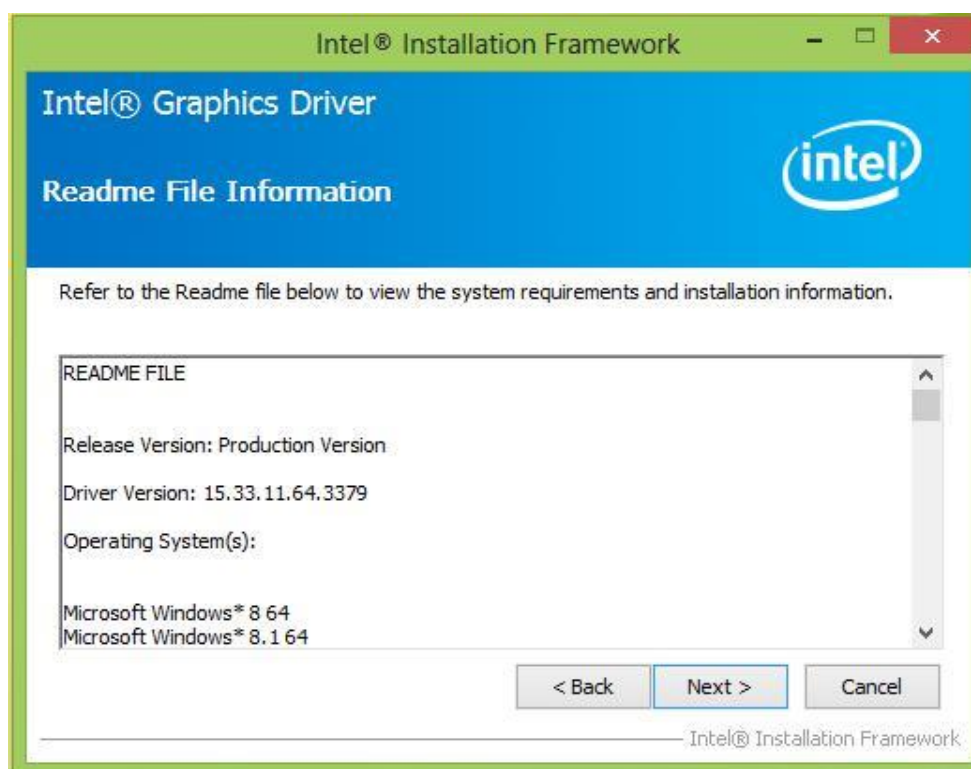 Intel® Installation Framework
Intel® Graphics Driver
intel
Readme File Information
Refer to the Readme file below to view the system requirements and installation information.
README FILE
Release Version: Production Version
Driver Version: 15.33.11.64.3379
Operating System(s):
Microsoft Windows* 8 64
Microsoft Windows* 8.1 64
< Back Next > Cancel
Intel® Installation Framework